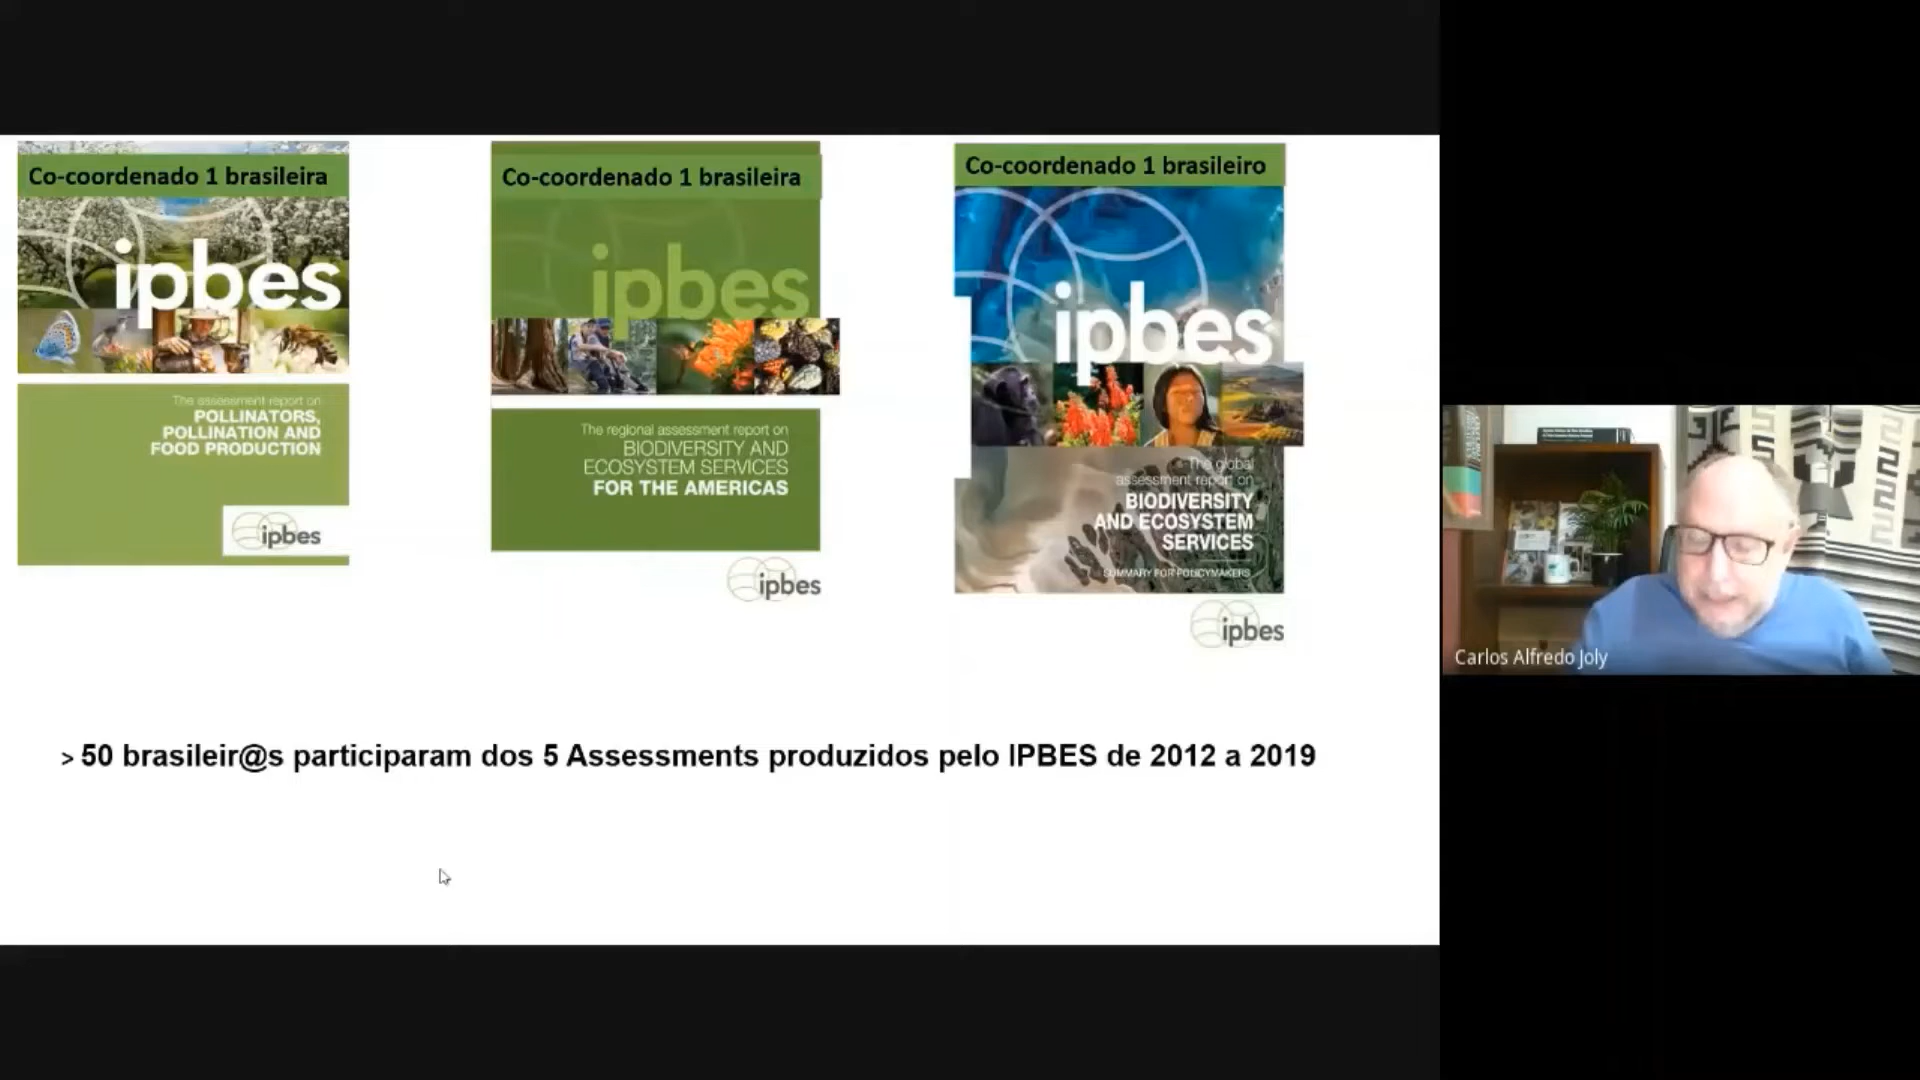 Co-coordenado 1 brasileira
ipbes
The assessment report on
POLLINATORS,
POLLINATION AND
FOOD PRODUCTION
ipbes
Co-coordenado 1 brasileira
ipbes
The regional assessment report on
BIODIVERSITY AND
ECOSYSTEM SERVICES
FOR THE AMERICAS
ipbes
Co-coordenado 1 brasileiro
ipbes
The global
assessment report on
BIODIVERSITY
AND ECOSYSTEM
SERVICES
SUMMARY FOR POLICYMAKERS
ipbes
> 50 brasileir@s participaram dos 5 Assessments produzidos pelo IPBES de 2012 a 2019
Carlos Alfredo Joly